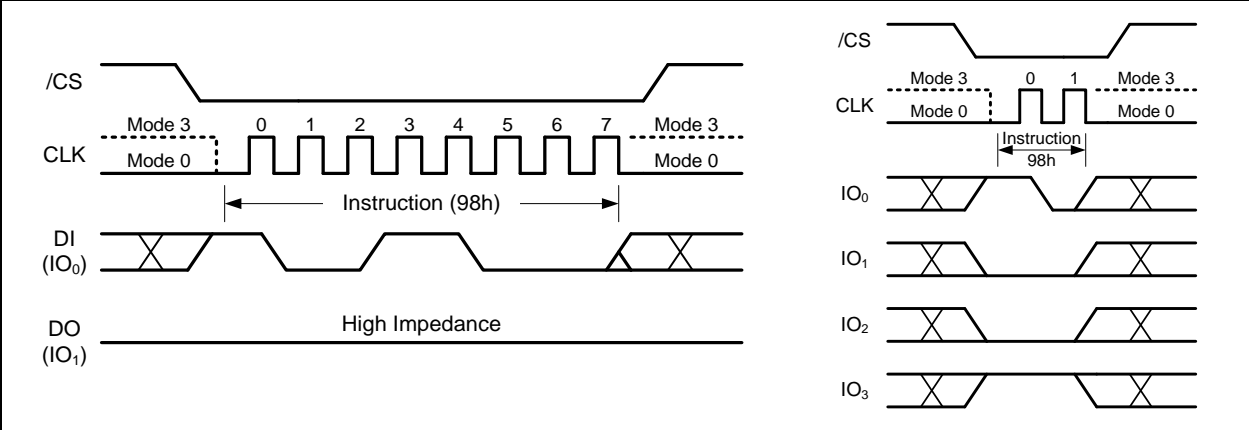 /CS
Mode 3 0 1 2 3 4 5 6 7 Mode 3
CLK Mode 0 Mode 0
Instruction (98h)
DI
(IO₀)
High Impedance
DO
(IO₁)
/CS
Mode 3 0 1 Mode 3
CLK Mode 0 Mode 0
Instruction
98h
IO₀
IO₁
IO₂
IO₃